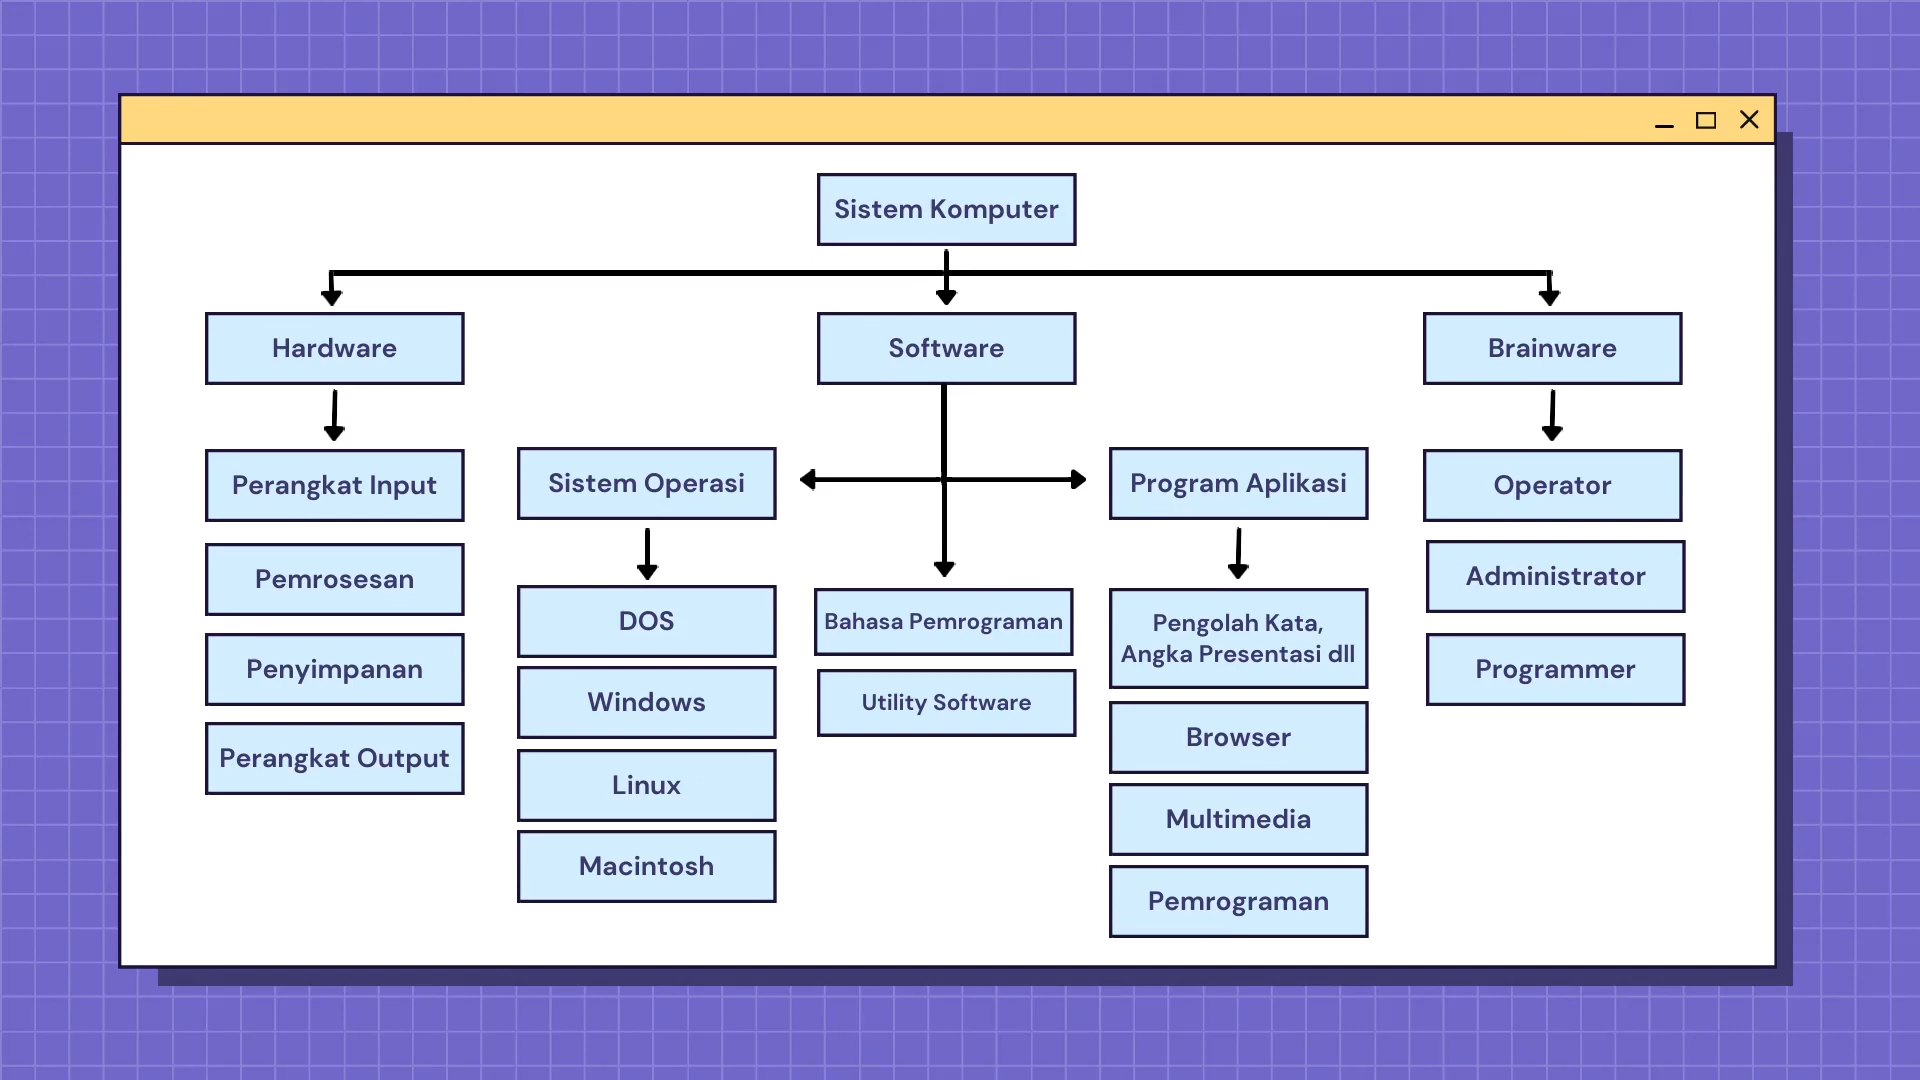 Sistem Komputer
Hardware
Software
Brainware
Perangkat Input
Pemrosesan
Penyimpanan
Perangkat Output
Sistem Operasi
DOS
Windows
Linux
Macintosh
Bahasa Pemrograman
Utility Software
Program Aplikasi
Pengolah Kata,
Angka Presentasi dll
Browser
Multimedia
Pemrograman
Operator
Administrator
Programmer